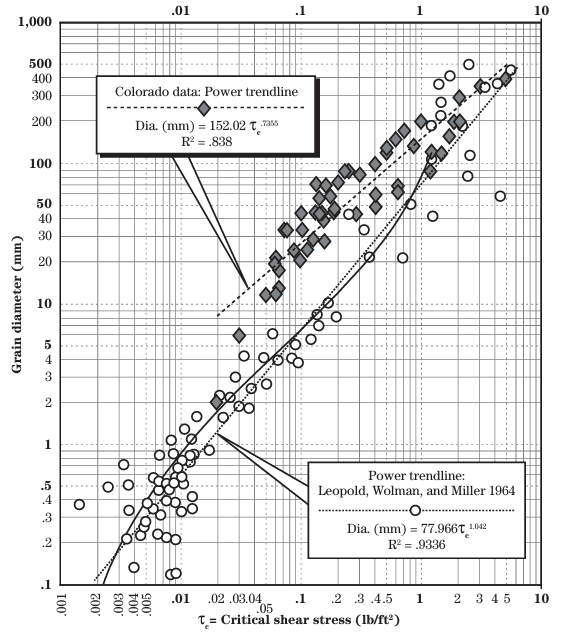 .01 .1 1 10
1,000
500
400
300
200
100
50
40
30
20
10
5
4
3
2
1
.5
.4
.3
.2
.1
Grain diameter (mm)
Colorado data: Power trendline
Dia. (mm) = 152.02 τc^.7355
R² = .838
Power trendline:
Leopold, Wolman, and Miller 1964
Dia. (mm) = 77.966τc^1.042
R² = .9336
.001 .002 .003 .004 .005 .01 .02 .03 .04 .05 .1 .2 .3 .4 .5 1 2 3 4 5 10
τc = Critical shear stress (lb/ft²)